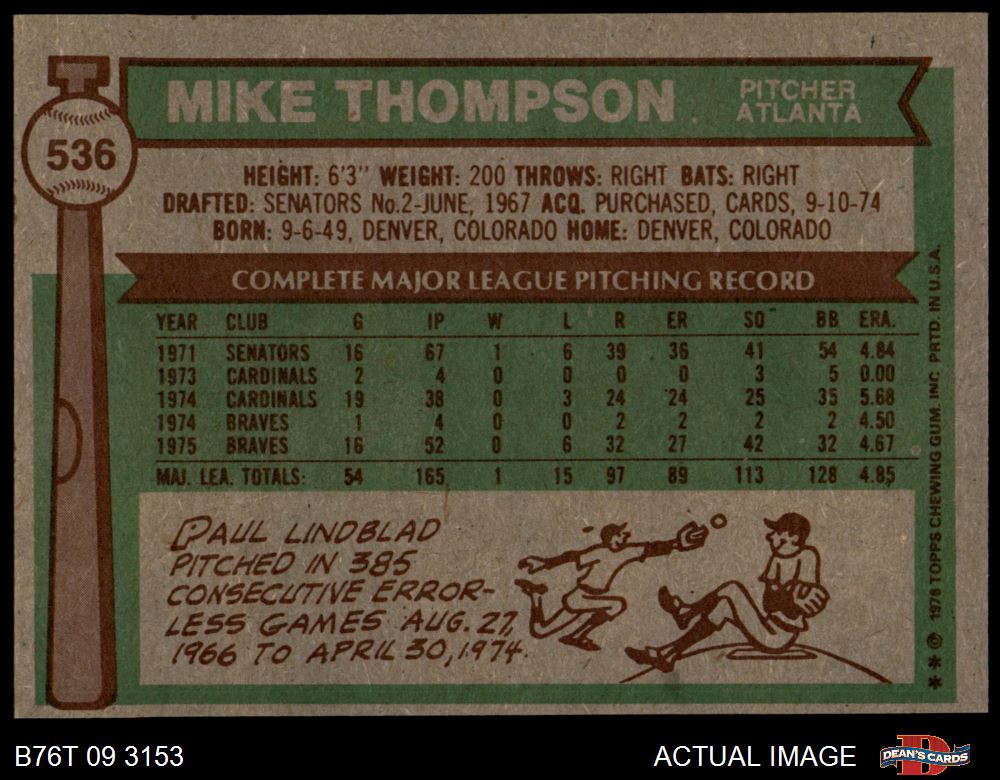 T
536
MIKE THOMPSON
PITCHER
ATLANTA
HEIGHT: 6'3" WEIGHT: 200 THROWS: RIGHT BATS: RIGHT
DRAFTED: SENATORS No.2-JUNE, 1967 ACQ. PURCHASED, CARDS, 9-10-74
BORN: 9-6-49, DENVER, COLORADO HOME: DENVER, COLORADO
COMPLETE MAJOR LEAGUE PITCHING RECORD
YEAR CLUB G IP W L R ER SO BB ERA.
1971 SENATORS 16 67 1 6 39 36 41 54 4.84
1973 CARDINALS 2 4 0 0 0 0 3 5 0.00
1974 CARDINALS 19 38 0 3 24 24 25 35 5.68
1974 BRAVES 1 4 0 0 2 2 2 2 4.50
1975 BRAVES 16 52 0 6 32 27 42 32 4.67
MAJ. LEA. TOTALS: 54 165 1 15 97 89 113 128 4.85
PAUL LINDBLAD
PITCHED IN 385
CONSECUTIVE ERROR-
LESS GAMES AUG. 27,
1966 TO APRIL 30, 1974.
** © 1976 TOPPS CHEWING GUM, INC. PRTD. IN U.S.A.
B76T 09 3153
ACTUAL IMAGE
D
DEAN'S CARDS